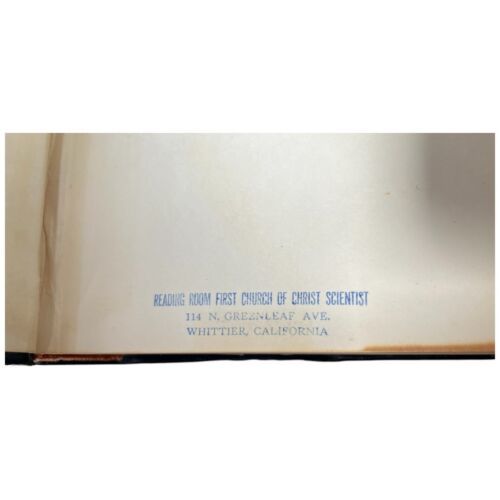 READING ROOM FIRST CHURCH OF CHRIST SCIENTIST
114 N. GREENLEAF AVE.
WHITTIER, CALIFORNIA